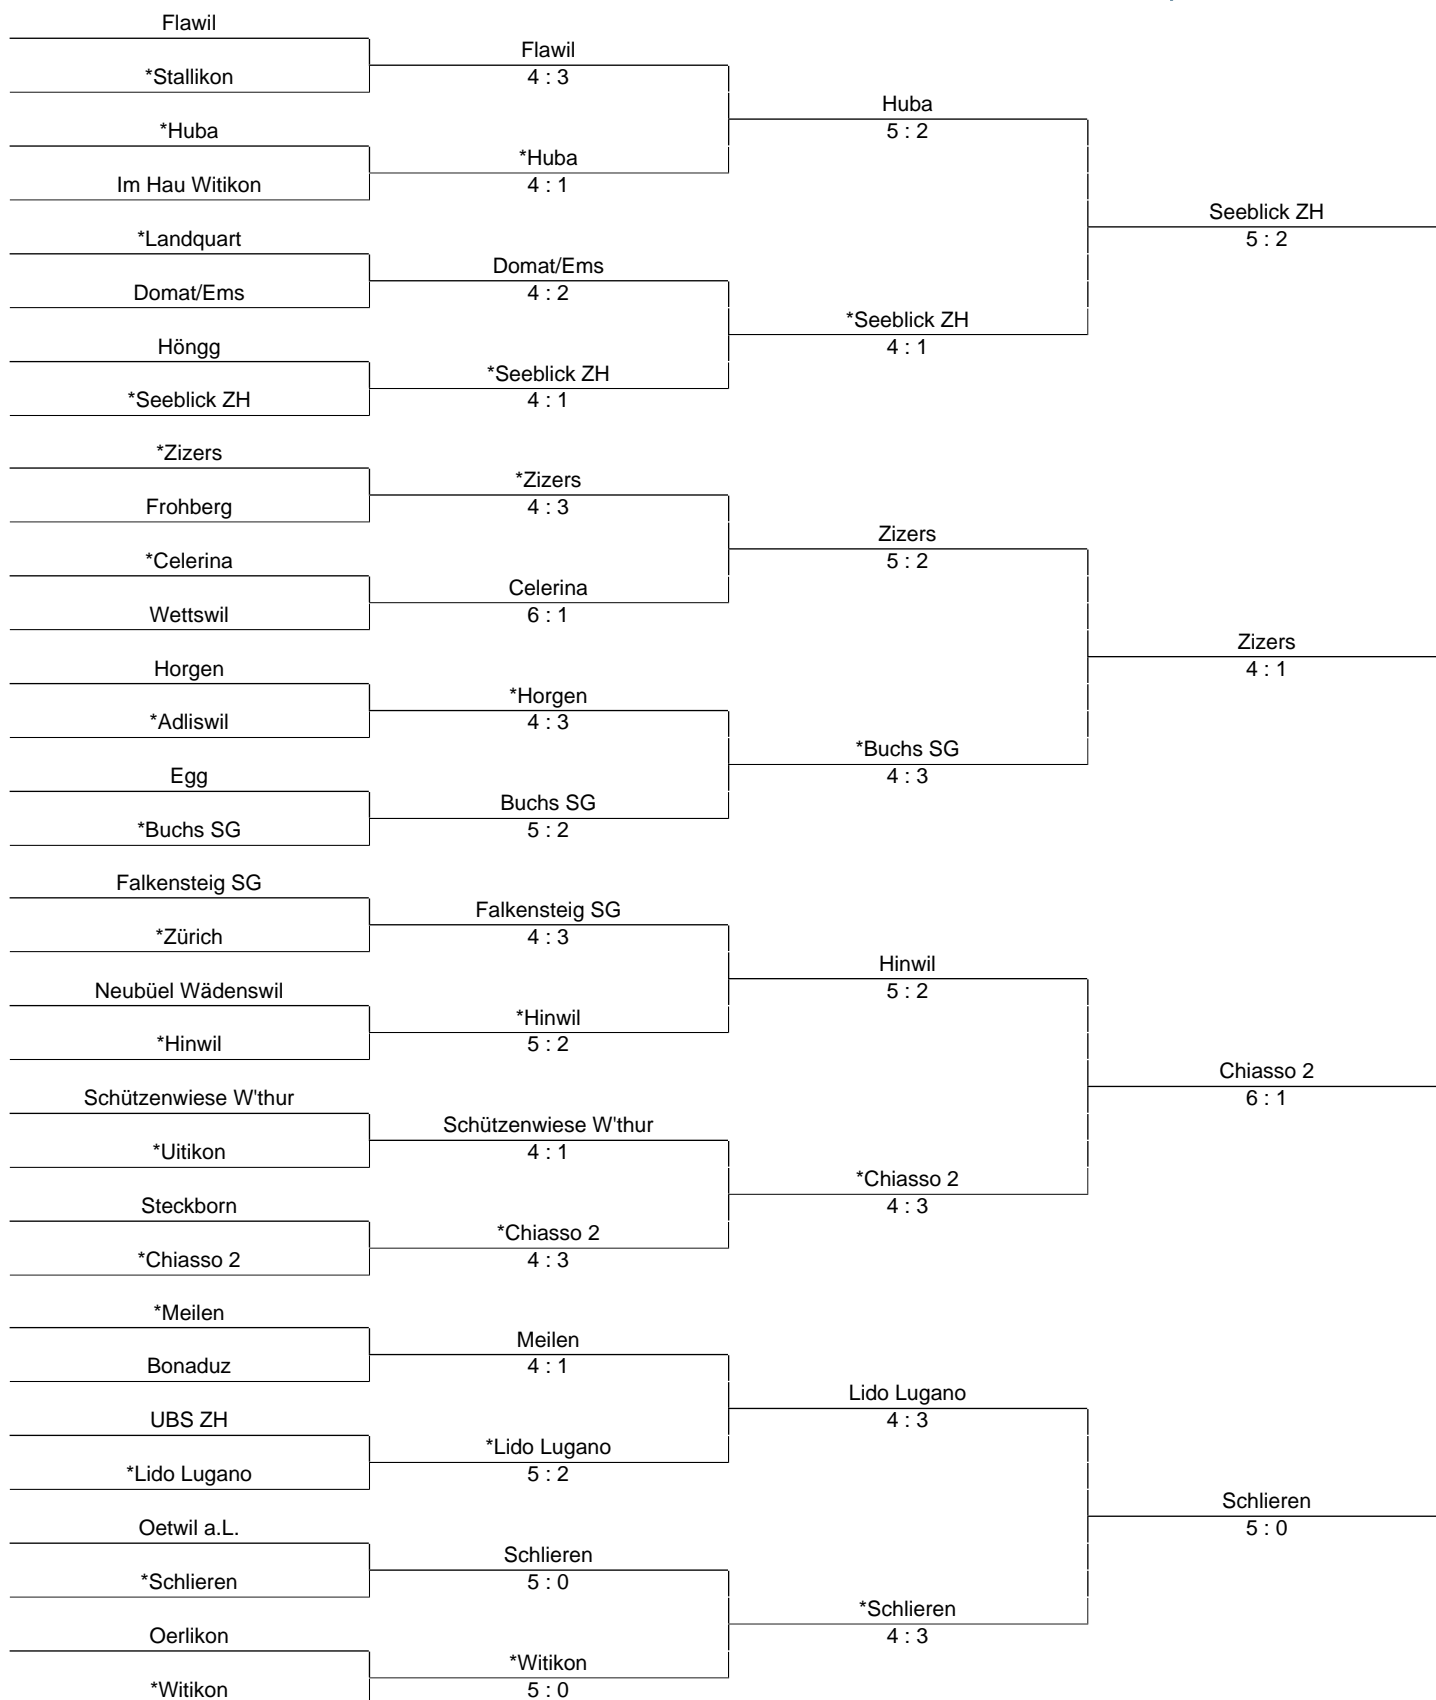 Flawil
*Stallikon
*Huba
Im Hau Witikon
*Landquart
Domat/Ems
Höngg
*Seeblick ZH
*Zizers
Frohberg
*Celerina
Wettswil
Horgen
*Adliswil
Egg
*Buchs SG
Falkensteig SG
*Zürich
Neubüel Wädenswil
*Hinwil
Schützenwiese W'thur
*Uitikon
Steckborn
*Chiasso 2
*Meilen
Bonaduz
UBS ZH
*Lido Lugano
Oetwil a.L.
*Schlieren
Oerlikon
*Witikon
Flawil
4 : 3
*Huba
4 : 1
Domat/Ems
4 : 2
*Seeblick ZH
4 : 1
*Zizers
4 : 3
Celerina
6 : 1
*Horgen
4 : 3
Buchs SG
5 : 2
Falkensteig SG
4 : 3
*Hinwil
5 : 2
Schützenwiese W'thur
4 : 1
*Chiasso 2
4 : 3
Meilen
4 : 1
*Lido Lugano
5 : 2
Schlieren
5 : 0
*Witikon
5 : 0
Huba
5 : 2
*Seeblick ZH
4 : 1
Zizers
5 : 2
*Buchs SG
4 : 3
Hinwil
5 : 2
*Chiasso 2
4 : 3
Lido Lugano
4 : 3
*Schlieren
4 : 3
Seeblick ZH
5 : 2
Zizers
4 : 1
Chiasso 2
6 : 1
Schlieren
5 : 0